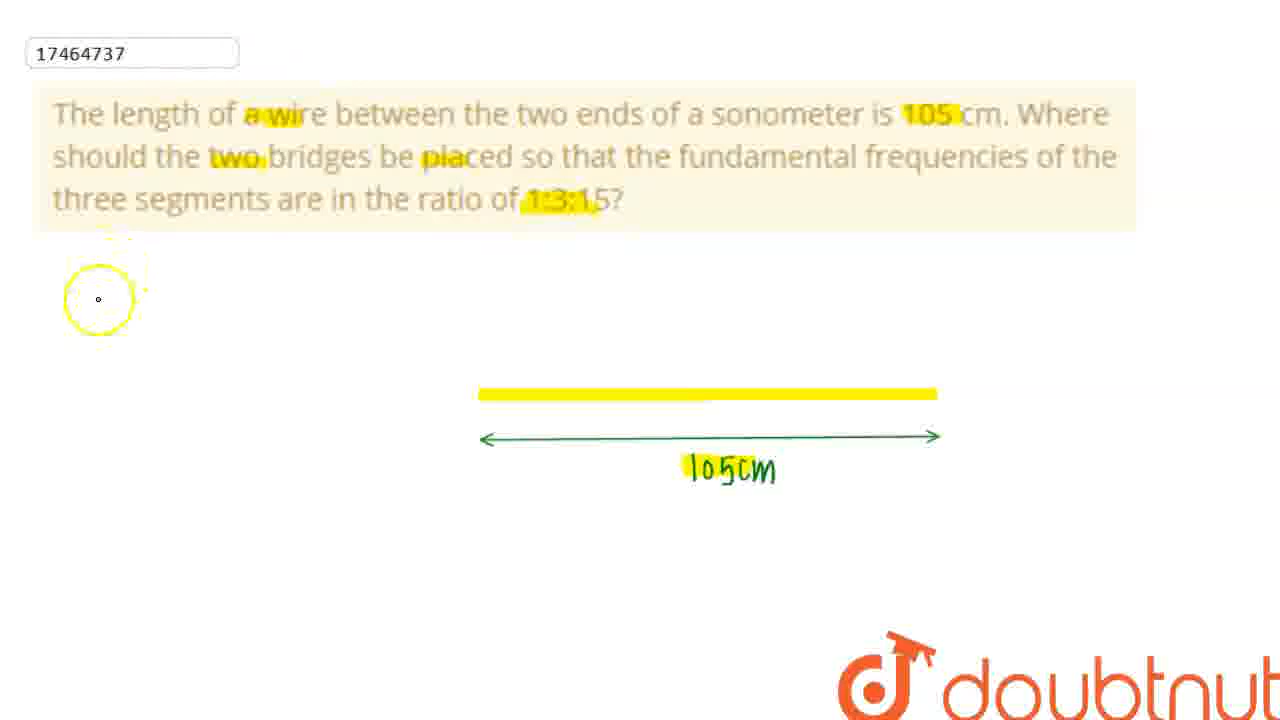 17464737
The length of a wire between the two ends of a sonometer is 105 cm. Where
should the two bridges be placed so that the fundamental frequencies of the
three segments are in the ratio of 1:3:15?
105cm
doubtnut